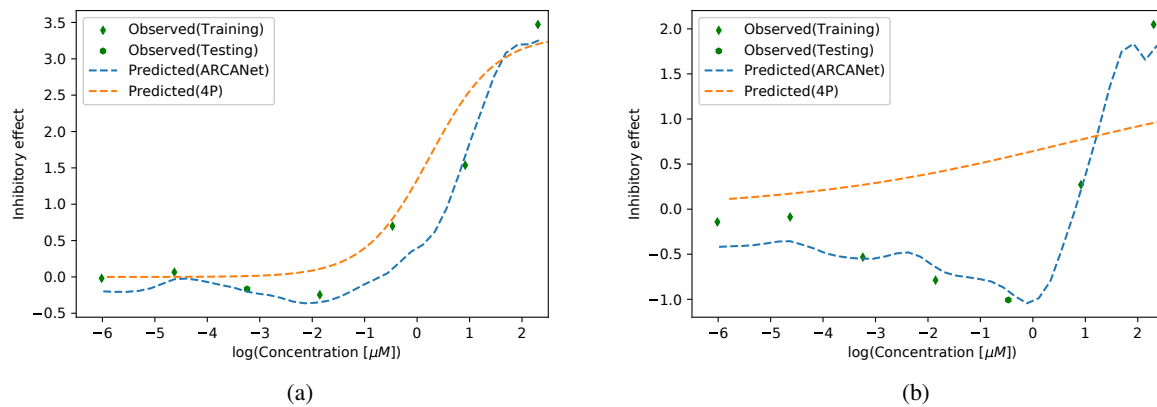 3.5
3.0
2.5
2.0
1.5
1.0
0.5
0.0
−0.5
Inhibitory effect
Observed(Training)
Observed(Testing)
Predicted(ARCANet)
Predicted(4P)
−6 −5 −4 −3 −2 −1 0 1 2
log(Concentration [μM])
(a)
2.0
1.5
1.0
0.5
0.0
−0.5
−1.0
Inhibitory effect
Observed(Training)
Observed(Testing)
Predicted(ARCANet)
Predicted(4P)
−6 −5 −4 −3 −2 −1 0 1 2
log(Concentration [μM])
(b)